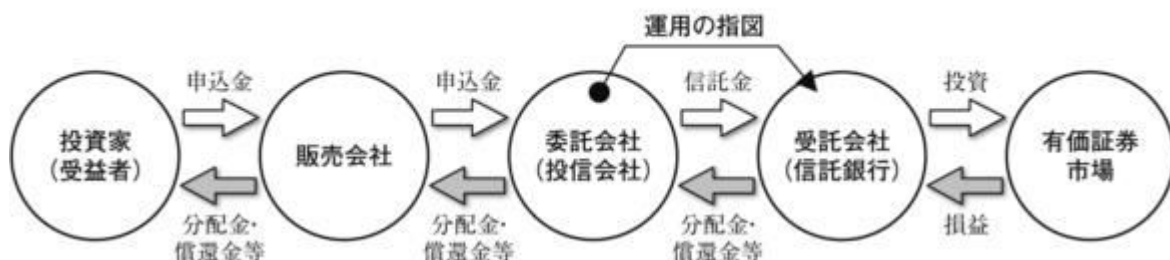 運用の指図
申込金
申込金
信託金
投資
投資家
(受益者)
販売会社
委託会社
(投信会社)
受託会社
(信託銀行)
有価証券
市場
分配金・
償還金等
分配金・
償還金等
分配金・
償還金等
損益